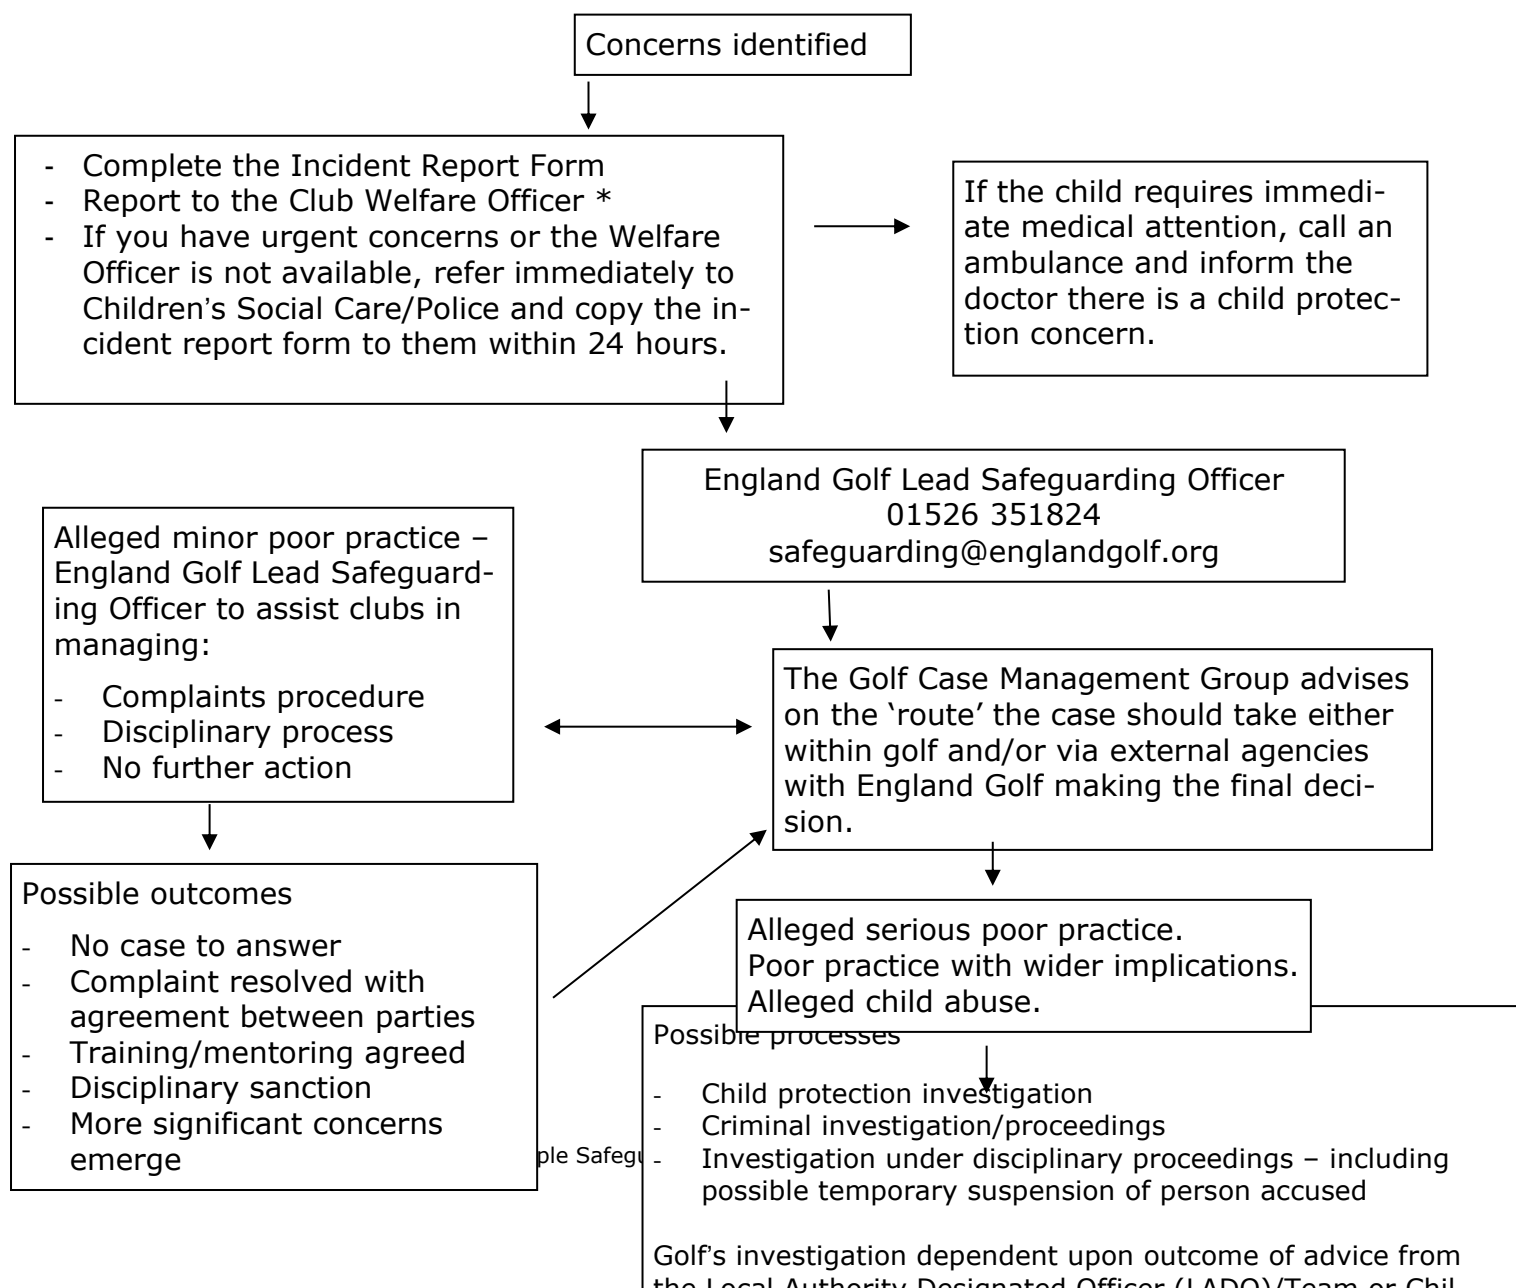 Concerns identified
- Complete the Incident Report Form
- Report to the Club Welfare Officer *
- If you have urgent concerns or the Welfare
Officer is not available, refer immediately to
Children’s Social Care/Police and copy the in-
cident report form to them within 24 hours.
If the child requires immedi-
ate medical attention, call an
ambulance and inform the
doctor there is a child protec-
tion concern.
England Golf Lead Safeguarding Officer
01526 351824
safeguarding@englandgolf.org
Alleged minor poor practice –
England Golf Lead Safeguard-
ing Officer to assist clubs in
managing:
- Complaints procedure
- Disciplinary process
- No further action
The Golf Case Management Group advises
on the ‘route’ the case should take either
within golf and/or via external agencies
with England Golf making the final deci-
sion.
Possible outcomes
- No case to answer
- Complaint resolved with
agreement between parties
- Training/mentoring agreed
- Disciplinary sanction
- More significant concerns
emerge
Alleged serious poor practice.
Poor practice with wider implications.
Alleged child abuse.
Possible processes
- Child protection investigation
- Criminal investigation/proceedings
- Investigation under disciplinary proceedings – including
possible temporary suspension of person accused
Golf’s investigation dependent upon outcome of advice from
the Local Authority Designated Officer (LADO)/Team or Chil